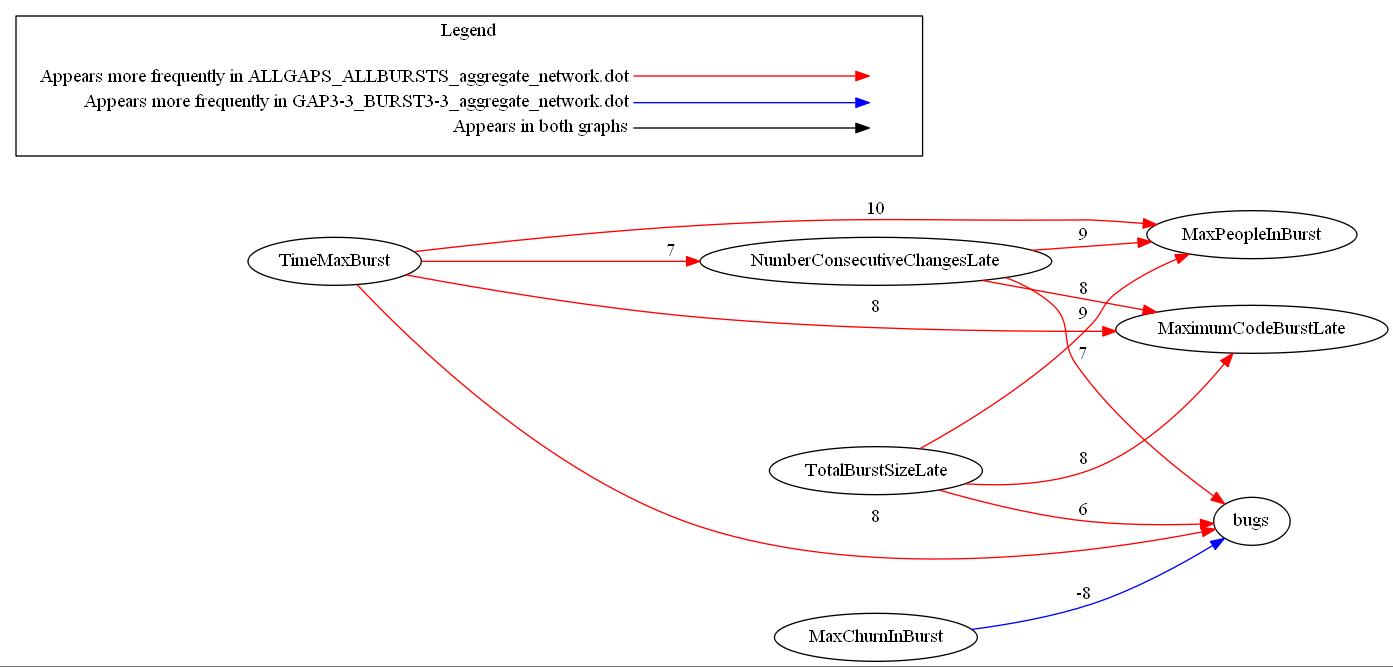 Legend
Appears more frequently in ALLGAPS_ALLBURSTS_aggregate_network.dot
Appears more frequently in GAP3-3_BURST3-3_aggregate_network.dot
Appears in both graphs
10
MaxPeopleInBurst
9
7
TimeMaxBurst
NumberConsecutiveChangesLate
8
8
9
MaximumCodeBurstLate
7
8
TotalBurstSizeLate
6
8
bugs
-8
MaxChurnInBurst